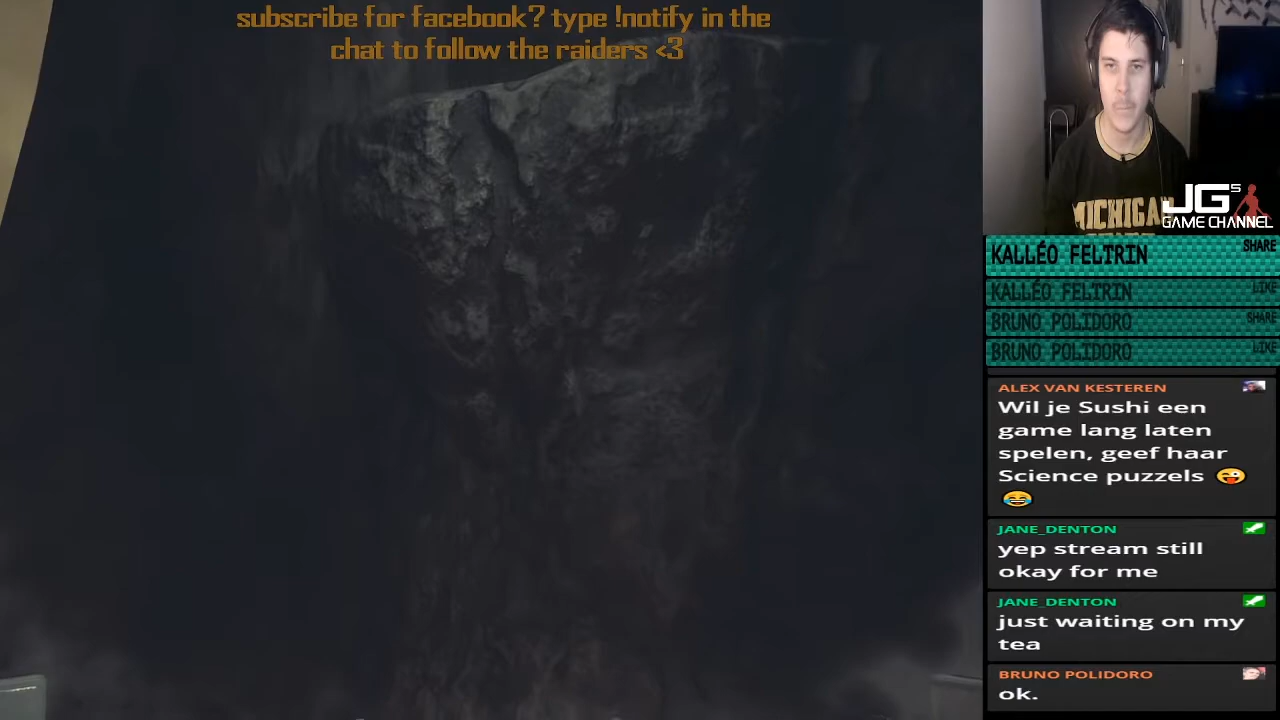 subscribe for facebook? type !notify in the
chat to follow the raiders <3
MICHIGAN
JG5
GAME CHANNEL
KALLÉO FELTRIN SHARE
KALLÉO FELTRIN LIKE
BRUNO POLIDORO SHARE
BRUNO POLIDORO LIKE
ALEX VAN KESTEREN
Wil je Sushi een
game lang laten
spelen, geef haar
Science puzzels 😜
😂
JANE_DENTON
yep stream still
okay for me
JANE_DENTON
just waiting on my
tea
BRUNO POLIDORO
ok.